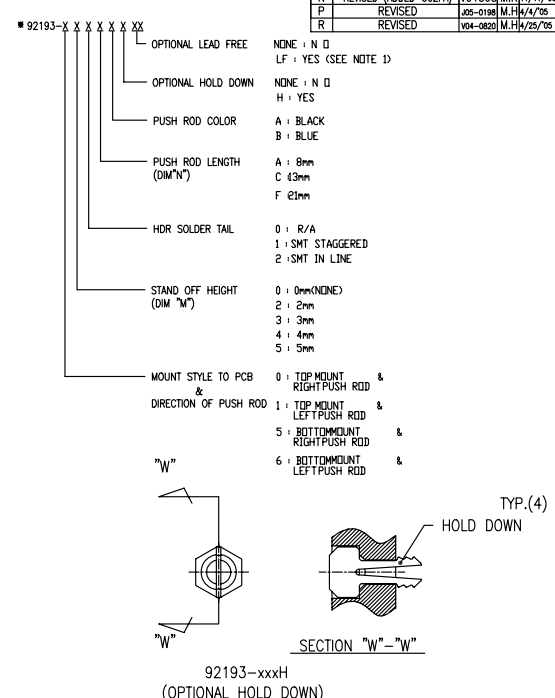 P REVISED J05-0198 M.H 4/4/'05
R REVISED V04-0820 M.H 4/25/'05
* 92193-X X X X X X XX
OPTIONAL LEAD FREE NONE : N O
LF : YES (SEE NOTE 1)
OPTIONAL HOLD DOWN NONE : N O
H : YES
PUSH ROD COLOR A : BLACK
B : BLUE
PUSH ROD LENGTH A : 8mm
(DIM"N") C :13mm
F :21mm
HDR SOLDER TAIL 0 : R/A
1 : SMT STAGGERED
2 :SMT IN LINE
STAND OFF HEIGHT 0 : 0mm(NONE)
(DIM "M") 2 : 2mm
3 : 3mm
4 : 4mm
5 : 5mm
MOUNT STYLE TO PCB 0 : TOP MOUNT &
& RIGHT PUSH ROD
DIRECTION OF PUSH ROD 1 : TOP MOUNT &
LEFT PUSH ROD
5 : BOTTOMMOUNT &
RIGHT PUSH ROD
6 : BOTTOMMOUNT &
LEFT PUSH ROD
"W"
TYP.(4)
HOLD DOWN
"W"
SECTION "W"-"W"
92193-xxxH
(OPTIONAL HOLD DOWN)